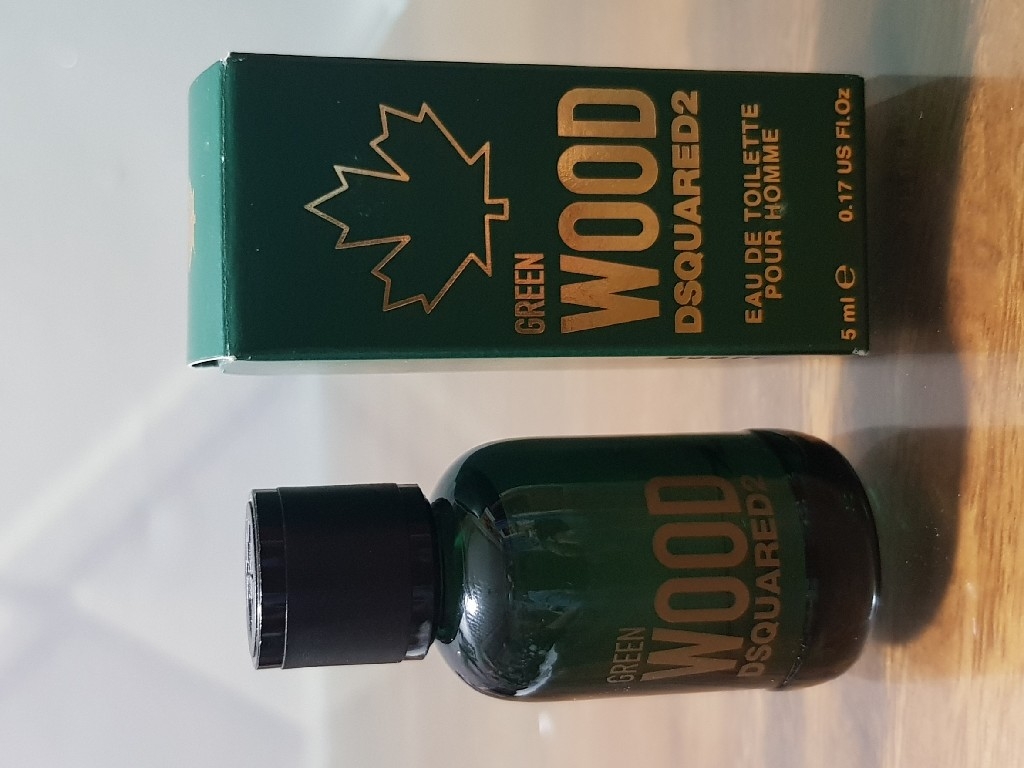 GREEN
WOOD
DSQUARED2
EAU DE TOILETTE
POUR HOMME
5 ml ℮ 0.17 US Fl.Oz
GREEN
WOOD
DSQUARED2